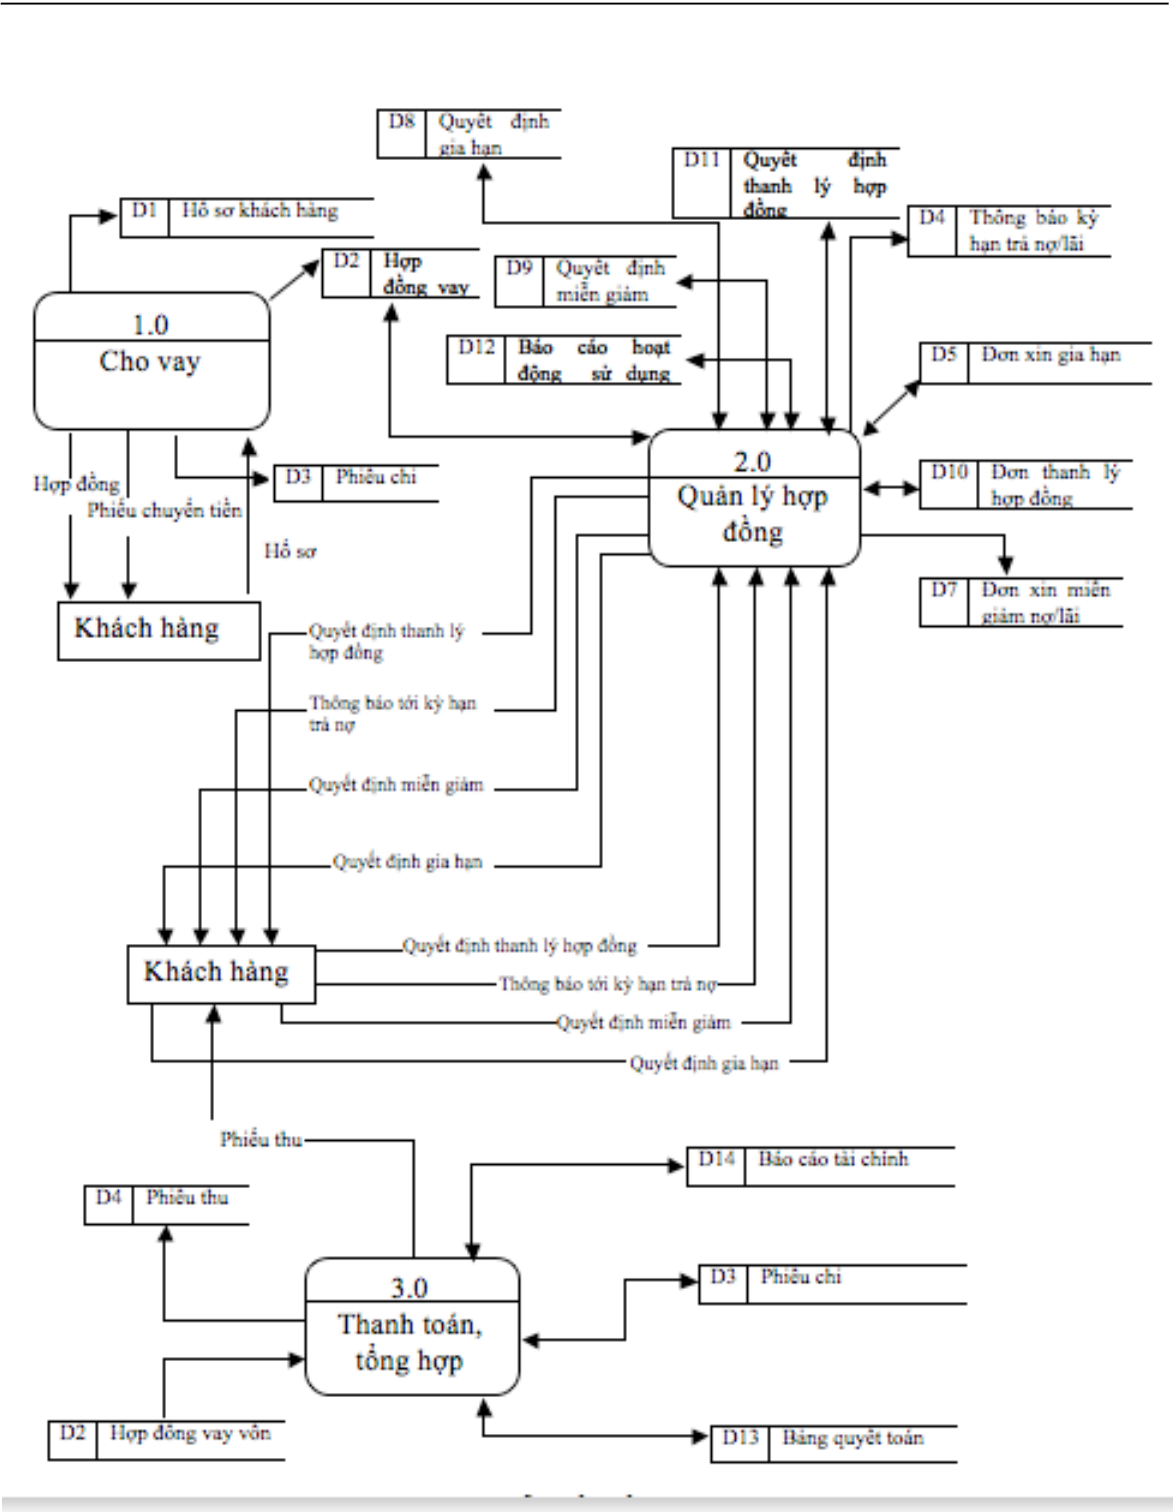 D8 Quyết định
gia hạn
D11 Quyết định
thanh lý hợp
đồng
D1 Hồ sơ khách hàng
D4 Thông báo kỳ
hạn trả nợ/lãi
D2 Hợp
đồng vay
D9 Quyết định
miễn giảm
1.0
Cho vay
D12 Báo cáo hoạt
động sử dụng
D5 Đơn xin gia hạn
2.0
Quản lý hợp
đồng
D3 Phiếu chi
D10 Đơn thanh lý
hợp đồng
Hợp đồng
Phiếu chuyển tiền
Hồ sơ
D7 Đơn xin miễn
giảm nợ/lãi
Khách hàng
Quyết định thanh lý
hợp đồng
Thông báo tới kỳ hạn
trả nợ
Quyết định miễn giảm
Quyết định gia hạn
Quyết định thanh lý hợp đồng
Khách hàng
Thông báo tới kỳ hạn trả nợ
Quyết định miễn giảm
Quyết định gia hạn
Phiếu thu
D14 Báo cáo tài chính
D4 Phiếu thu
D3 Phiếu chi
3.0
Thanh toán,
tổng hợp
D2 Hợp đồng vay vốn
D13 Bảng quyết toán